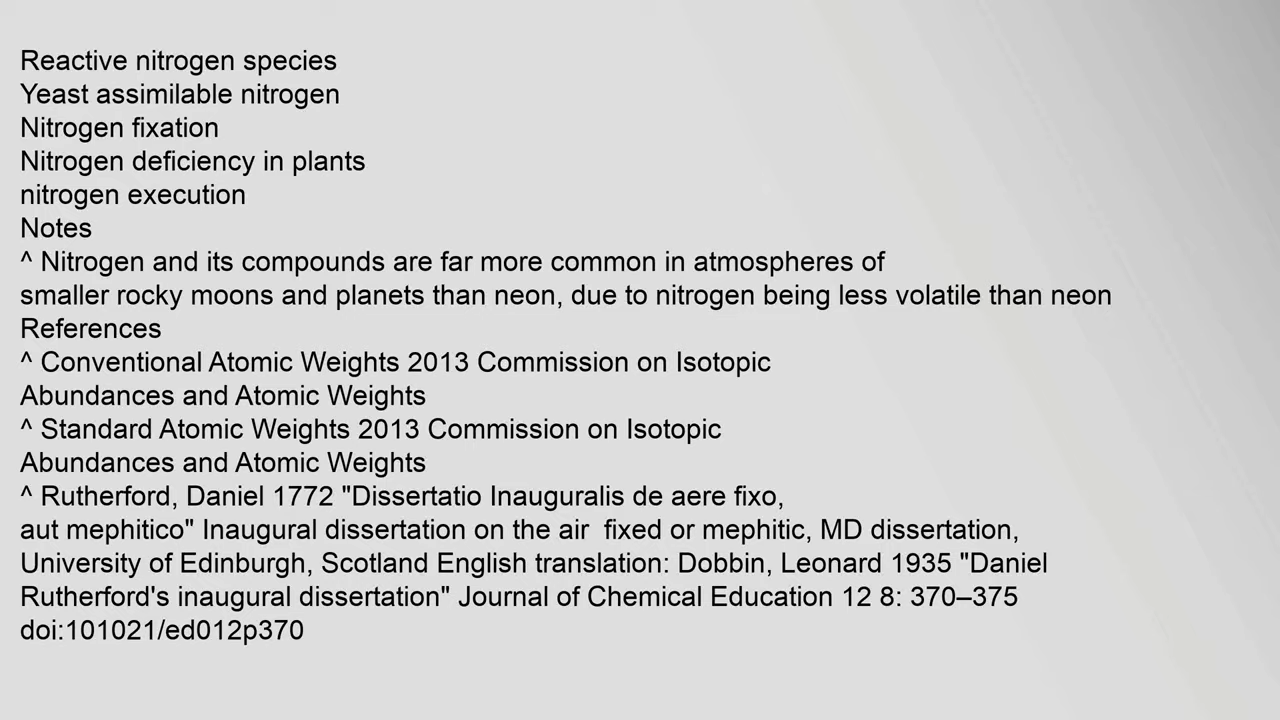 Reactive nitrogen species
Yeast assimilable nitrogen
Nitrogen fixation
Nitrogen deficiency in plants
nitrogen execution
Notes
^ Nitrogen and its compounds are far more common in atmospheres of
smaller rocky moons and planets than neon, due to nitrogen being less volatile than neon
References
^ Conventional Atomic Weights 2013 Commission on Isotopic
Abundances and Atomic Weights
^ Standard Atomic Weights 2013 Commission on Isotopic
Abundances and Atomic Weights
^ Rutherford, Daniel 1772 "Dissertatio Inauguralis de aere fixo,
aut mephitico" Inaugural dissertation on the air  fixed or mephitic, MD dissertation,
University of Edinburgh, Scotland English translation: Dobbin, Leonard 1935 "Daniel
Rutherford's inaugural dissertation" Journal of Chemical Education 12 8: 370–375
doi:101021/ed012p370